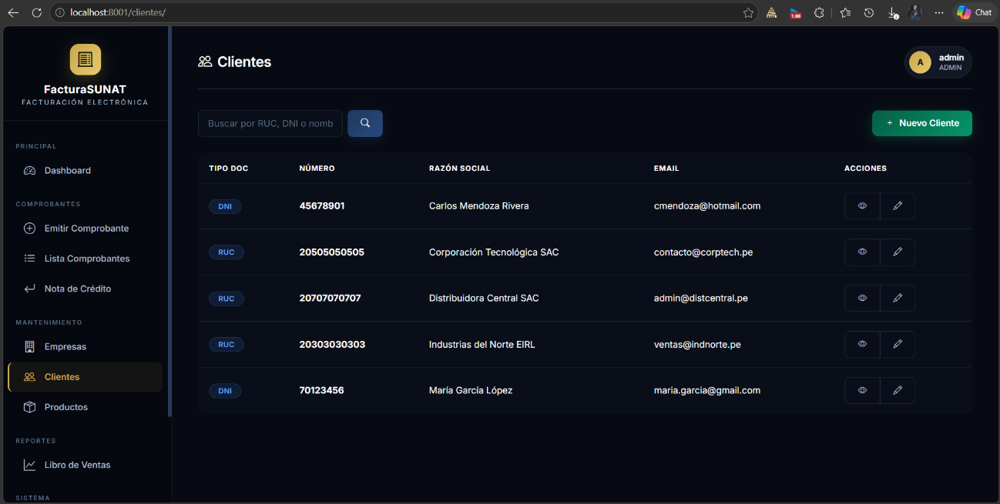 localhost:8001/clientes/
1.00
Chat
FacturaSUNAT
FACTURACIÓN ELECTRÓNICA
PRINCIPAL
Dashboard
COMPROBANTES
Emitir Comprobante
Lista Comprobantes
Nota de Crédito
MANTENIMIENTO
Empresas
Clientes
Productos
REPORTES
Libro de Ventas
SISTEMA
Clientes
A
admin
ADMIN
Buscar por RUC, DNI o nomb
+ Nuevo Cliente
TIPO DOC NÚMERO RAZÓN SOCIAL EMAIL ACCIONES
DNI 45678901 Carlos Mendoza Rivera cmendoza@hotmail.com
RUC 20505050505 Corporación Tecnológica SAC contacto@corptech.pe
RUC 20707070707 Distribuidora Central SAC admin@distcentral.pe
RUC 20303030303 Industrias del Norte EIRL ventas@indnorte.pe
DNI 70123456 María García López maria.garcia@gmail.com